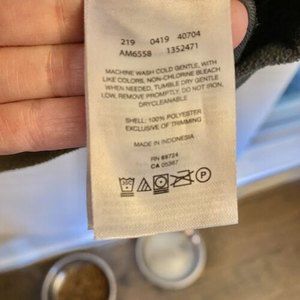 219 0419 40704
AM6558 1352471
MACHINE WASH COLD GENTLE, WITH
LIKE COLORS, NON-CHLORINE BLEACH
WHEN NEEDED, TUMBLE DRY GENTLE
LOW, REMOVE PROMPTLY, DO NOT IRON,
DRYCLEANABLE
SHELL: 100% POLYESTER
EXCLUSIVE OF TRIMMING
MADE IN INDONESIA
RN 69724
CA 05367
P